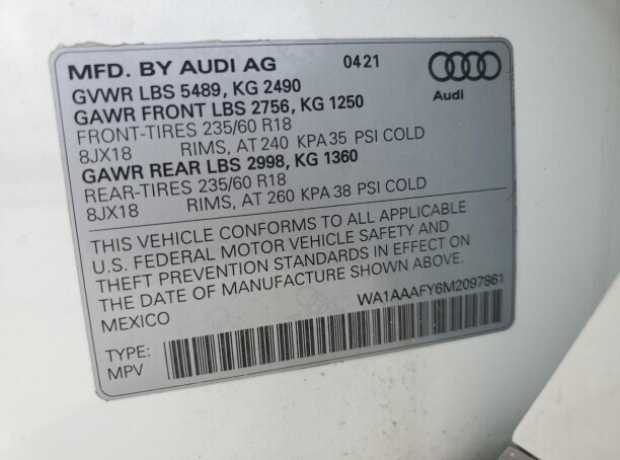 MFD. BY AUDI AG 0421
Audi
GVWR LBS 5489, KG 2490
GAWR FRONT LBS 2756, KG 1250
FRONT-TIRES 235/60 R18
8JX18 RIMS, AT 240 KPA 35 PSI COLD
GAWR REAR LBS 2998, KG 1360
REAR-TIRES 235/60 R18
8JX18 RIMS, AT 260 KPA 38 PSI COLD
THIS VEHICLE CONFORMS TO ALL APPLICABLE
U.S. FEDERAL MOTOR VEHICLE SAFETY AND
THEFT PREVENTION STANDARDS IN EFFECT ON
THE DATE OF MANUFACTURE SHOWN ABOVE.
MEXICO
WA1AAAFY6M2097861
TYPE:
MPV